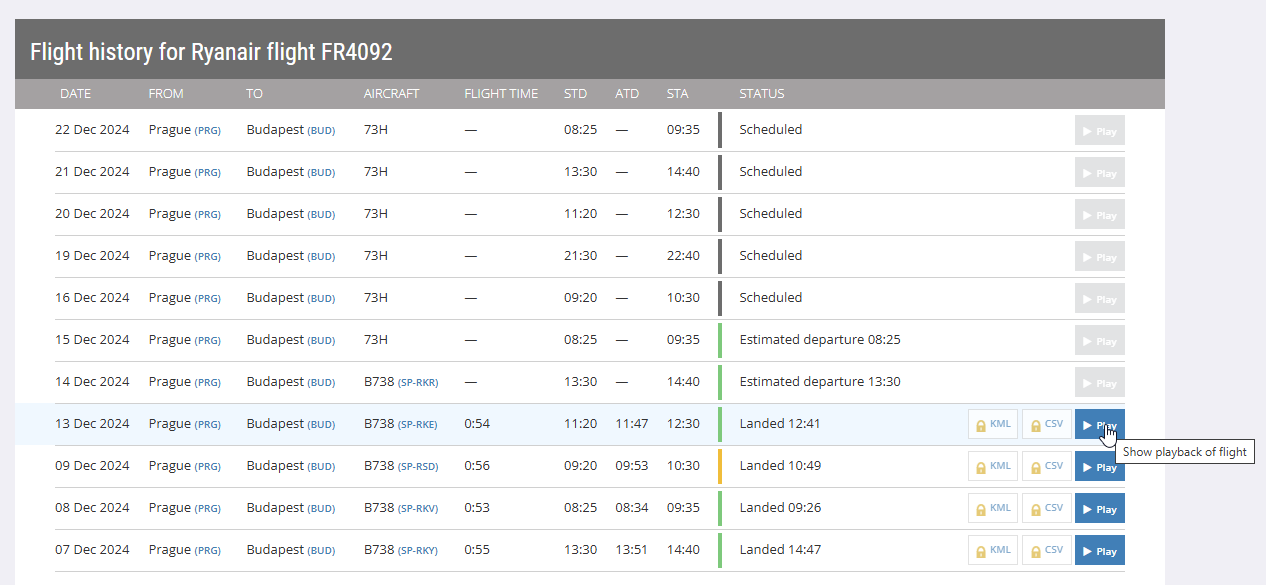 Flight history for Ryanair flight FR4092
DATE FROM TO AIRCRAFT FLIGHT TIME STD ATD STA STATUS
22 Dec 2024 Prague (PRG) Budapest (BUD) 73H — 08:25 — 09:35 Scheduled Play
21 Dec 2024 Prague (PRG) Budapest (BUD) 73H — 13:30 — 14:40 Scheduled Play
20 Dec 2024 Prague (PRG) Budapest (BUD) 73H — 11:20 — 12:30 Scheduled Play
19 Dec 2024 Prague (PRG) Budapest (BUD) 73H — 21:30 — 22:40 Scheduled Play
16 Dec 2024 Prague (PRG) Budapest (BUD) 73H — 09:20 — 10:30 Scheduled Play
15 Dec 2024 Prague (PRG) Budapest (BUD) 73H — 08:25 — 09:35 Estimated departure 08:25 Play
14 Dec 2024 Prague (PRG) Budapest (BUD) B738 (SP-RKR) — 13:30 — 14:40 Estimated departure 13:30 Play
13 Dec 2024 Prague (PRG) Budapest (BUD) B738 (SP-RKE) 0:54 11:20 11:47 12:30 Landed 12:41 KML CSV Play
Show playback of flight
09 Dec 2024 Prague (PRG) Budapest (BUD) B738 (SP-RSD) 0:56 09:20 09:53 10:30 Landed 10:49 KML CSV Play
08 Dec 2024 Prague (PRG) Budapest (BUD) B738 (SP-RKV) 0:53 08:25 08:34 09:35 Landed 09:26 KML CSV Play
07 Dec 2024 Prague (PRG) Budapest (BUD) B738 (SP-RKY) 0:55 13:30 13:51 14:40 Landed 14:47 KML CSV Play